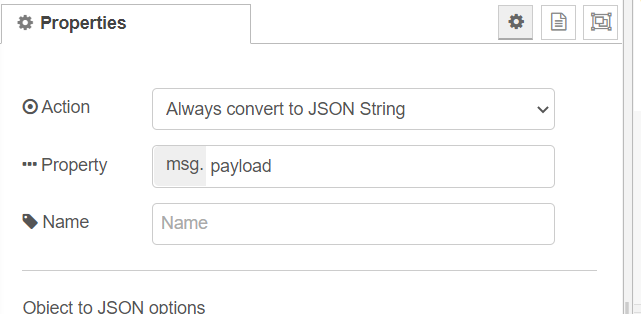 Properties
Action
Always convert to JSON String
Property
msg. payload
Name
Name
Object to JSON options